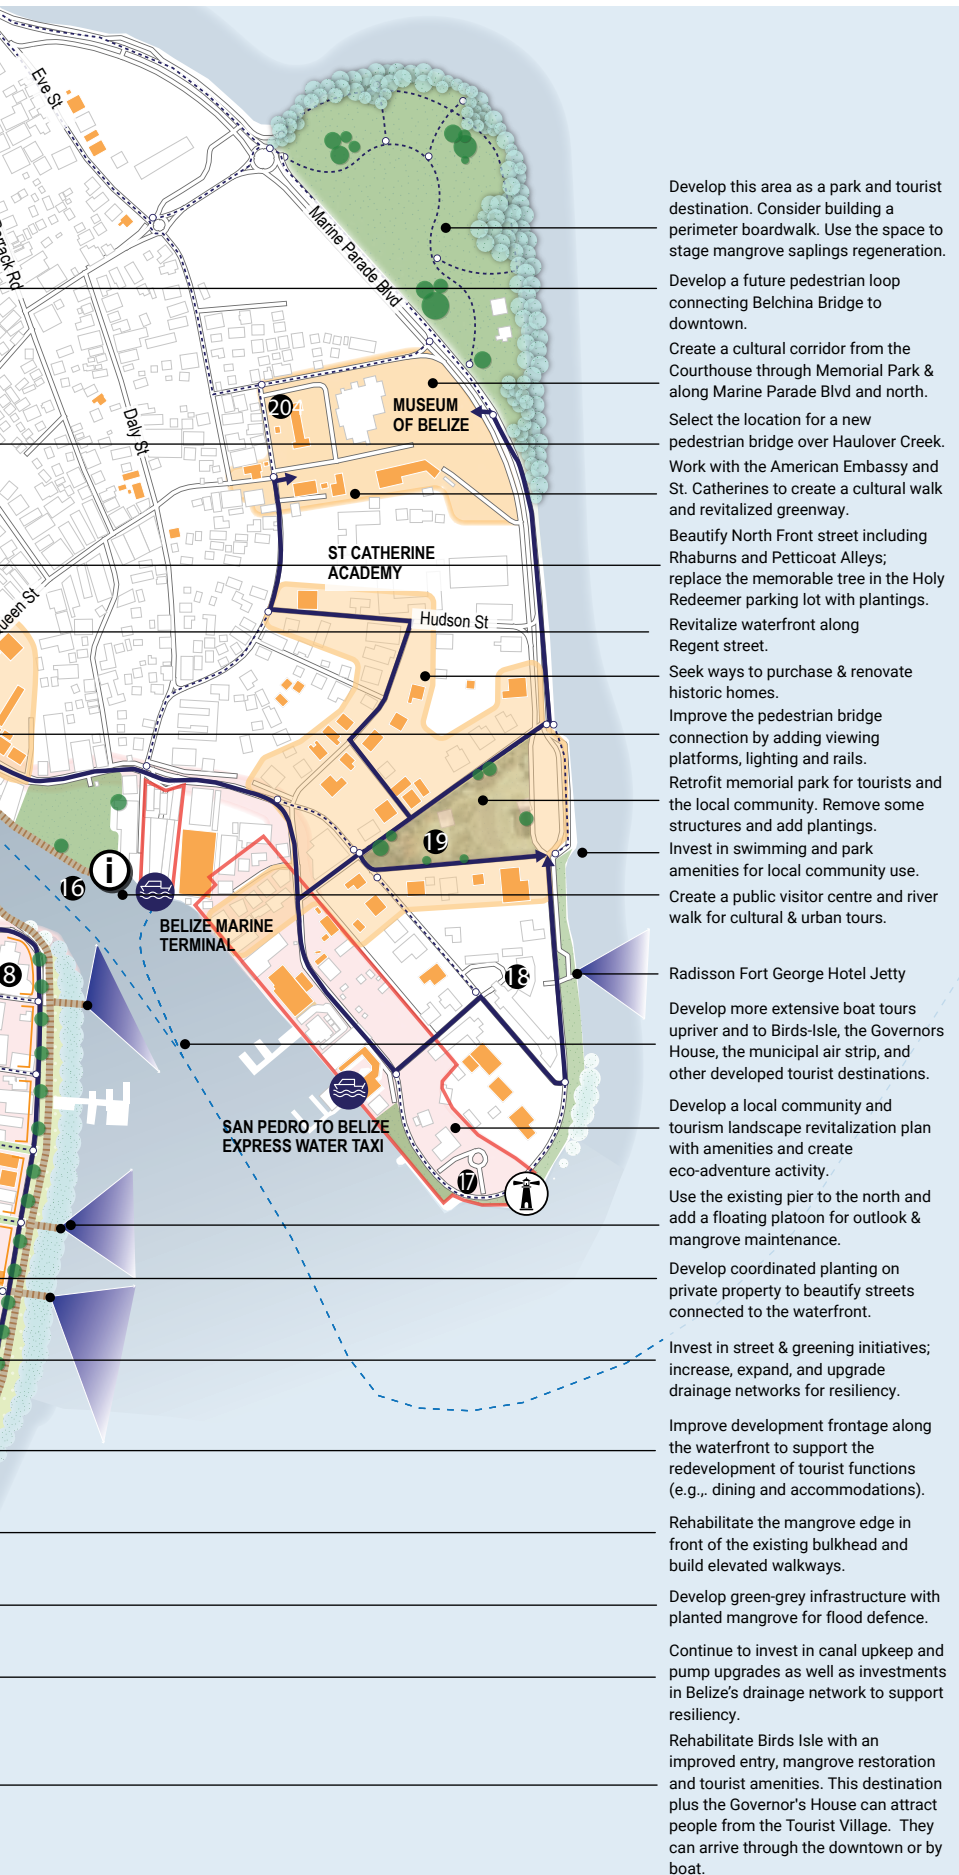 Eve St
Barrack Rd
Marine Parade Blvd
Daly St
Queen St
204
MUSEUM
OF BELIZE
ST CATHERINE
ACADEMY
Hudson St
19
16
i
BELIZE MARINE
TERMINAL
8
18
SAN PEDRO TO BELIZE
EXPRESS WATER TAXI
17
Develop this area as a park and tourist
destination. Consider building a
perimeter boardwalk. Use the space to
stage mangrove saplings regeneration.
Develop a future pedestrian loop
connecting Belchina Bridge to
downtown.
Create a cultural corridor from the
Courthouse through Memorial Park &
along Marine Parade Blvd and north.
Select the location for a new
pedestrian bridge over Haulover Creek.
Work with the American Embassy and
St. Catherines to create a cultural walk
and revitalized greenway.
Beautify North Front street including
Rhaburns and Petticoat Alleys;
replace the memorable tree in the Holy
Redeemer parking lot with plantings.
Revitalize waterfront along
Regent street.
Seek ways to purchase & renovate
historic homes.
Improve the pedestrian bridge
connection by adding viewing
platforms, lighting and rails.
Retrofit memorial park for tourists and
the local community. Remove some
structures and add plantings.
Invest in swimming and park
amenities for local community use.
Create a public visitor centre and river
walk for cultural & urban tours.
Radisson Fort George Hotel Jetty
Develop more extensive boat tours
upriver and to Birds-Isle, the Governors
House, the municipal air strip, and
other developed tourist destinations.
Develop a local community and
tourism landscape revitalization plan
with amenities and create
eco-adventure activity.
Use the existing pier to the north and
add a floating platoon for outlook &
mangrove maintenance.
Develop coordinated planting on
private property to beautify streets
connected to the waterfront.
Invest in street & greening initiatives;
increase, expand, and upgrade
drainage networks for resiliency.
Improve development frontage along
the waterfront to support the
redevelopment of tourist functions
(e.g.,. dining and accommodations).
Rehabilitate the mangrove edge in
front of the existing bulkhead and
build elevated walkways.
Develop green-grey infrastructure with
planted mangrove for flood defence.
Continue to invest in canal upkeep and
pump upgrades as well as investments
in Belize's drainage network to support
resiliency.
Rehabilitate Birds Isle with an
improved entry, mangrove restoration
and tourist amenities. This destination
plus the Governor's House can attract
people from the Tourist Village. They
can arrive through the downtown or by
boat.